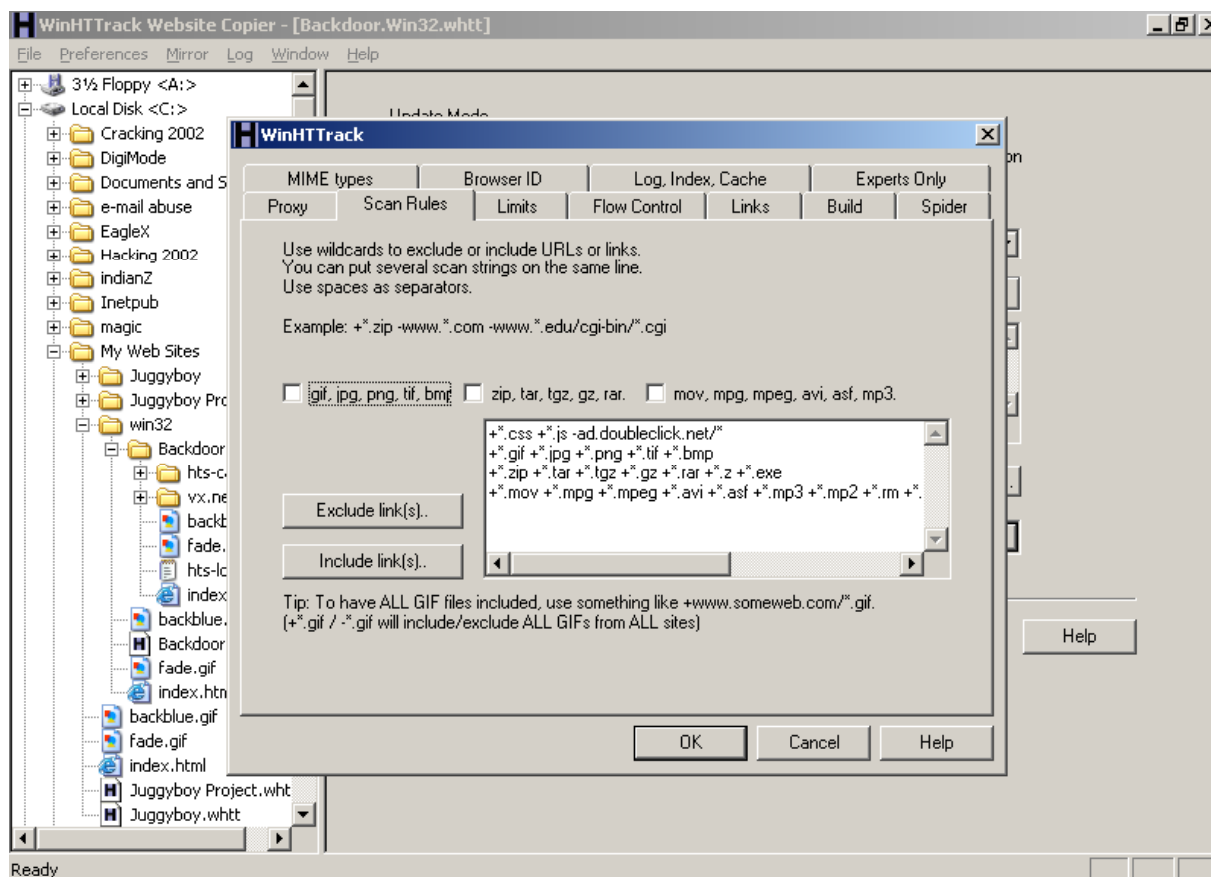 WinHTTrack Website Copier - [Backdoor.Win32.whtt]
File Preferences Mirror Log Window Help
3½ Floppy <A:>
Local Disk <C:>
Cracking 2002
DigiMode
Documents and S
e-mail abuse
EagleX
Hacking 2002
indianZ
Inetpub
magic
My Web Sites
Juggyboy
Juggyboy Pro
win32
Backdoor
hts-c
vx.ne
backb
fade.
hts-lo
index
backblue.
Backdoor
fade.gif
index.htm
backblue.gif
fade.gif
index.html
Juggyboy Project.wht
Juggyboy.whtt
Update Mode
on
WinHTTrack
MIME types Browser ID Log, Index, Cache Experts Only
Proxy Scan Rules Limits Flow Control Links Build Spider
Use wildcards to exclude or include URLs or links.
You can put several scan strings on the same line.
Use spaces as separators.
Example: +*.zip -www.*.com -www.*.edu/cgi-bin/*.cgi
gif, jpg, png, tif, bmp zip, tar, tgz, gz, rar. mov, mpg, mpeg, avi, asf, mp3.
+*.css +*.js -ad.doubleclick.net/*
+*.gif +*.jpg +*.png +*.tif +*.bmp
+*.zip +*.tar +*.tgz +*.gz +*.rar +*.z +*.exe
+*.mov +*.mpg +*.mpeg +*.avi +*.asf +*.mp3 +*.mp2 +*.rm +*.
Exclude link(s)..
Include link(s)..
Tip: To have ALL GIF files included, use something like +www.someweb.com/*.gif.
(+*.gif / -*.gif will include/exclude ALL GIFs from ALL sites)
OK Cancel Help
Help
Ready